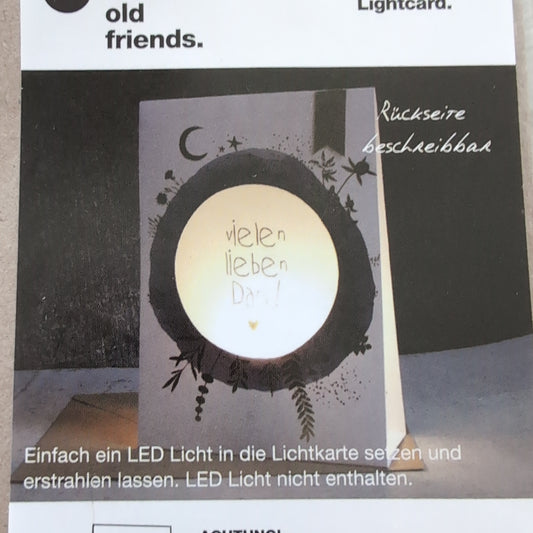 old
friends.
Lightcard.
Rückseite
beschreibbar
vielen
lieben
Dank!
Einfach ein LED Licht in die Lichtkarte setzen und
erstrahlen lassen. LED Licht nicht enthalten.
ACHTUNG!